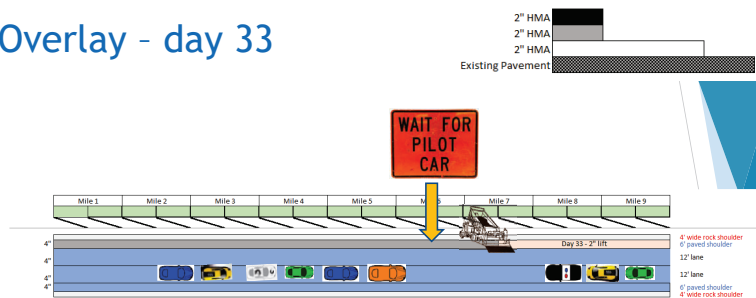 Overlay – day 33
2" HMA
2" HMA
2" HMA
Existing Pavement
WAIT FOR
PILOT
CAR
Mile 1 Mile 2 Mile 3 Mile 4 Mile 5 Mile 7 Mile 8 Mile 9
Day 33 - 2" lift
4"
4"
4"
4"
4' wide rock shoulder
6' paved shoulder
12' lane
12' lane
6' paved shoulder
4' wide rock shoulder